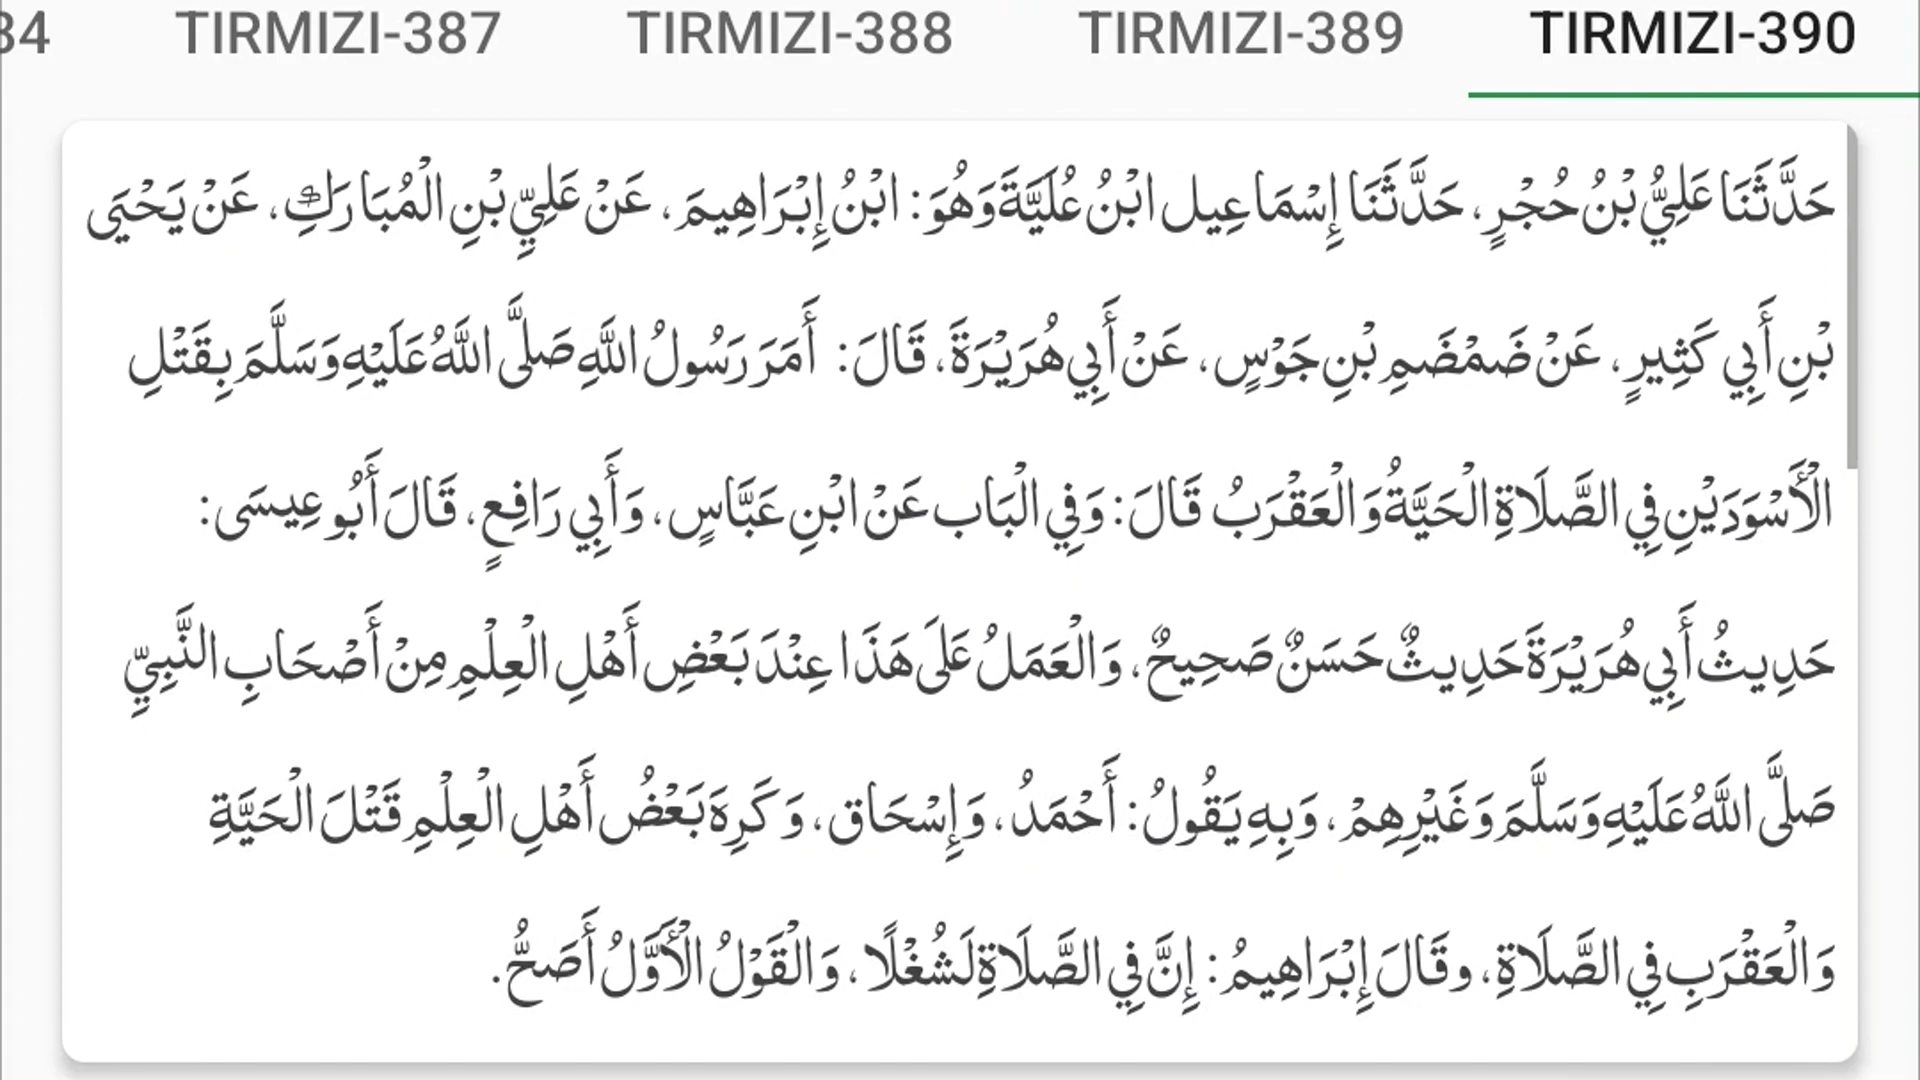 34 TIRMIZI-387 TIRMIZI-388 TIRMIZI-389 TIRMIZI-390
حَدَّثَنَا عَلِيُّ بْنُ حُجْرٍ، حَدَّثَنَا إِسْمَاعِيل ابْنُ عُلَيَّةَ وَهُوَ: ابْنُ إِبْرَاهِيمَ، عَنْ عَلِيِّ بْنِ الْمُبَارَكِ، عَنْ يَحْيَى
بْنِ أَبِي كَثِيرٍ، عَنْ ضَمْضَمِ بْنِ جَوْسٍ، عَنْ أَبِي هُرَيْرَةَ، قَالَ: أَمَرَ رَسُولُ اللَّهِ صَلَّى اللَّهُ عَلَيْهِ وَسَلَّمَ بِقَتْلِ
الْأَسْوَدَيْنِ فِي الصَّلَاةِ الْحَيَّةُ وَالْعَقْرَبُ قَالَ: وَفِي الْبَاب عَنْ ابْنِ عَبَّاسٍ، وَأَبِي رَافِعٍ، قَالَ أَبُو عِيسَى:
حَدِيثُ أَبِي هُرَيْرَةَ حَدِيثٌ حَسَنٌ صَحِيحٌ، وَالْعَمَلُ عَلَى هَذَا عِنْدَ بَعْضِ أَهْلِ الْعِلْمِ مِنْ أَصْحَابِ النَّبِيِّ
صَلَّى اللَّهُ عَلَيْهِ وَسَلَّمَ وَغَيْرِهِمْ، وَبِهِ يَقُولُ: أَحْمَدُ، وَإِسْحَاق، وَكَرِهَ بَعْضُ أَهْلِ الْعِلْمِ قَتْلَ الْحَيَّةِ
وَالْعَقْرَبِ فِي الصَّلَاةِ، وقَالَ إِبْرَاهِيمُ: إِنَّ فِي الصَّلَاةِ لَشُغْلًا، وَالْقَوْلُ الْأَوَّلُ أَصَحُّ.